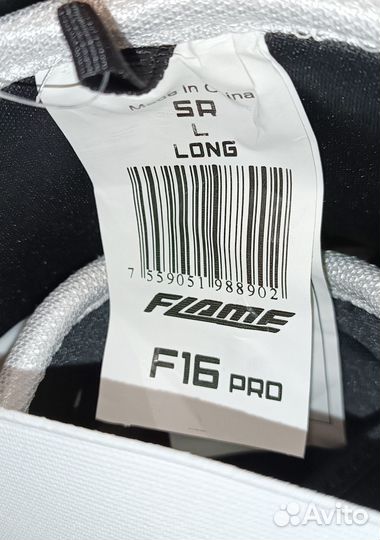 Made in China
SR
L
LONG
7 559051 988902
FLAME
F16 PRO
Avito